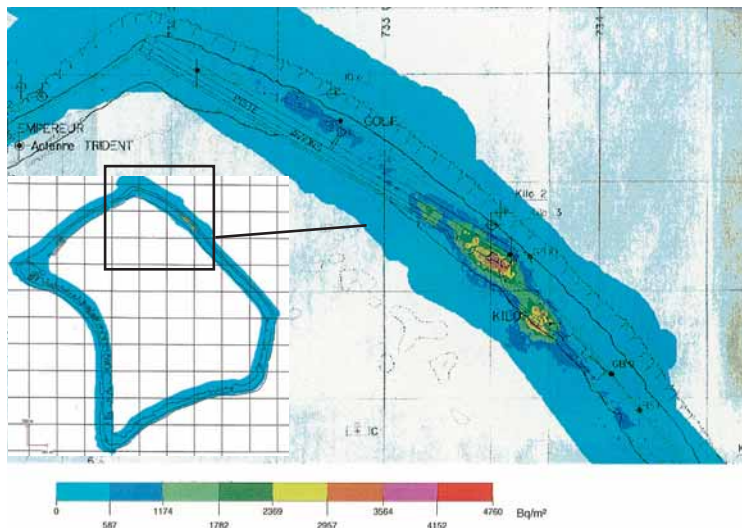 733
734
GOLF
EMPEREUR
Antenne TRIDENT
PISTE
Kilo 2
KILO
0
587
1174
1782
2369
2957
3564
4152
4760
Bq/m²